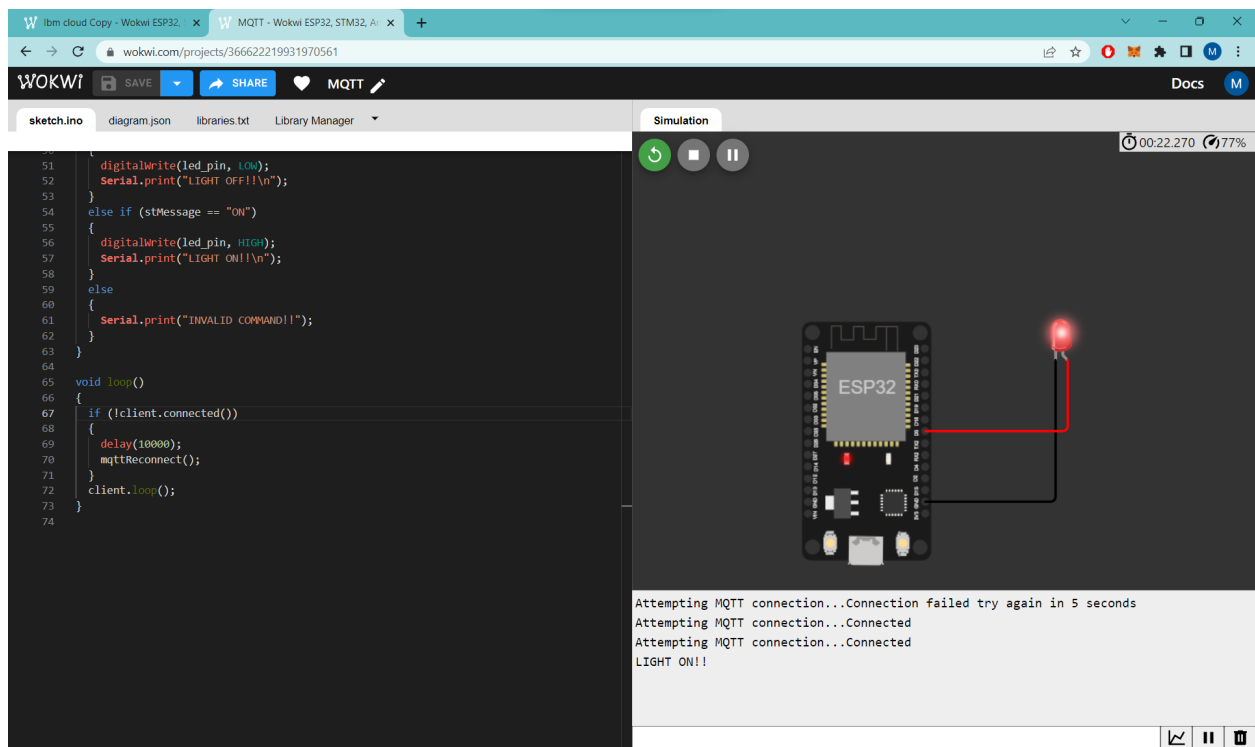 Ibm cloud Copy - Wokwi ESP32,
MQTT - Wokwi ESP32, STM32, Ar
wokwi.com/projects/366622219931970561
M
WOKWi
SAVE
SHARE
MQTT
Docs
M
sketch.ino
diagram.json
libraries.txt
Library Manager
Simulation
00:22.270
77%
50 {
51 digitalWrite(led_pin, LOW);
52 Serial.print("LIGHT OFF!!\n");
53 }
54 else if (stMessage == "ON")
55 {
56 digitalWrite(led_pin, HIGH);
57 Serial.print("LIGHT ON!!\n");
58 }
59 else
60 {
61 Serial.print("INVALID COMMAND!!");
62 }
63 }
64
65 void loop()
66 {
67 if (!client.connected())
68 {
69 delay(10000);
70 mqttReconnect();
71 }
72 client.loop();
73 }
74
ESP32
Attempting MQTT connection...Connection failed try again in 5 seconds
Attempting MQTT connection...Connected
Attempting MQTT connection...Connected
LIGHT ON!!